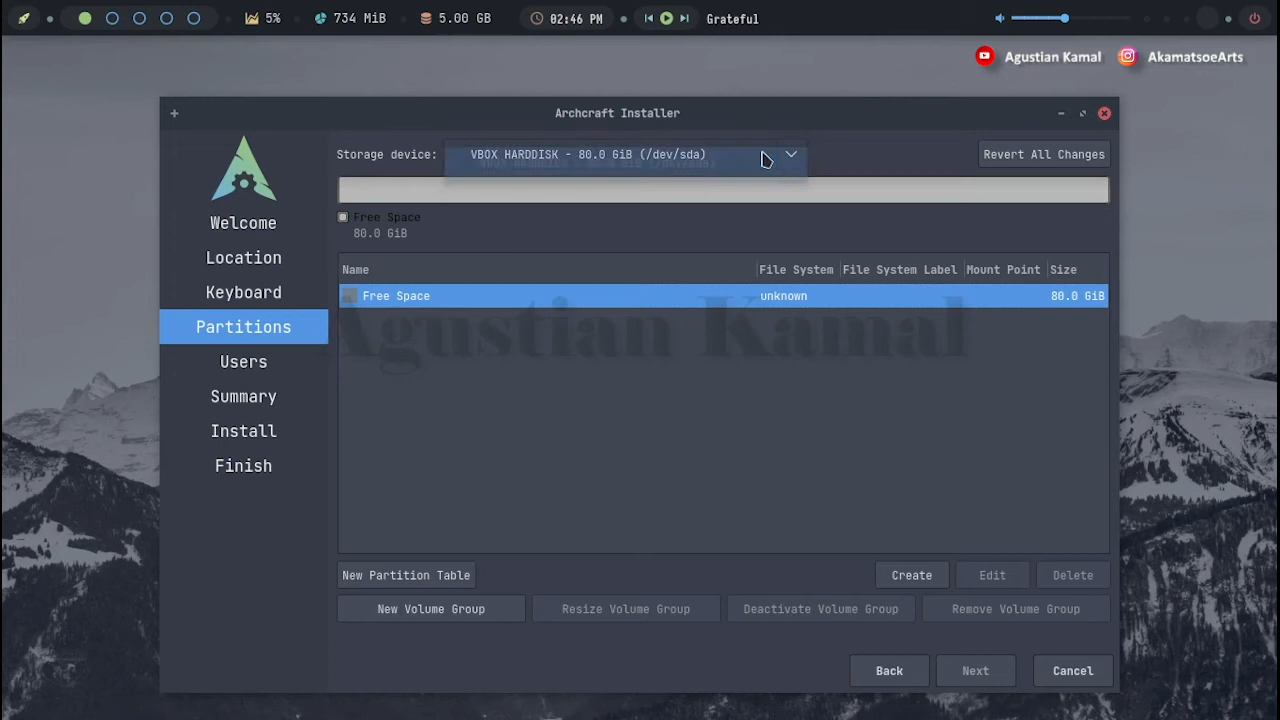 5% 734 MiB 5.00 GB 02:46 PM Grateful
Agustian Kamal AkamatsoeArts
Archcraft Installer
Storage device: VBOX HARDDISK - 80.0 GiB (/dev/sda) Revert All Changes
Free Space
80.0 GiB
Name File System File System Label Mount Point Size
Free Space unknown 80.0 GiB
Agustian Kamal
Welcome
Location
Keyboard
Partitions
Users
Summary
Install
Finish
New Partition Table Create Edit Delete
New Volume Group Resize Volume Group Deactivate Volume Group Remove Volume Group
Back Next Cancel